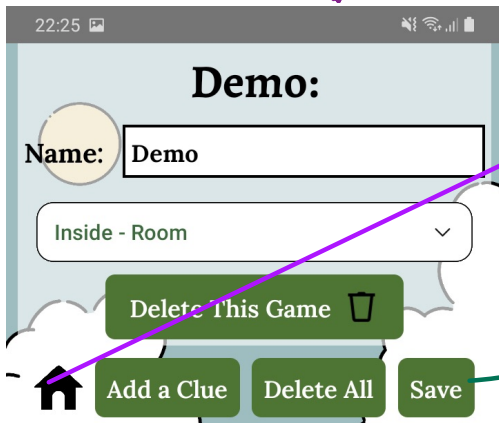 22:25
Demo:
Name: Demo
Inside - Room
Delete This Game
Add a Clue Delete All Save